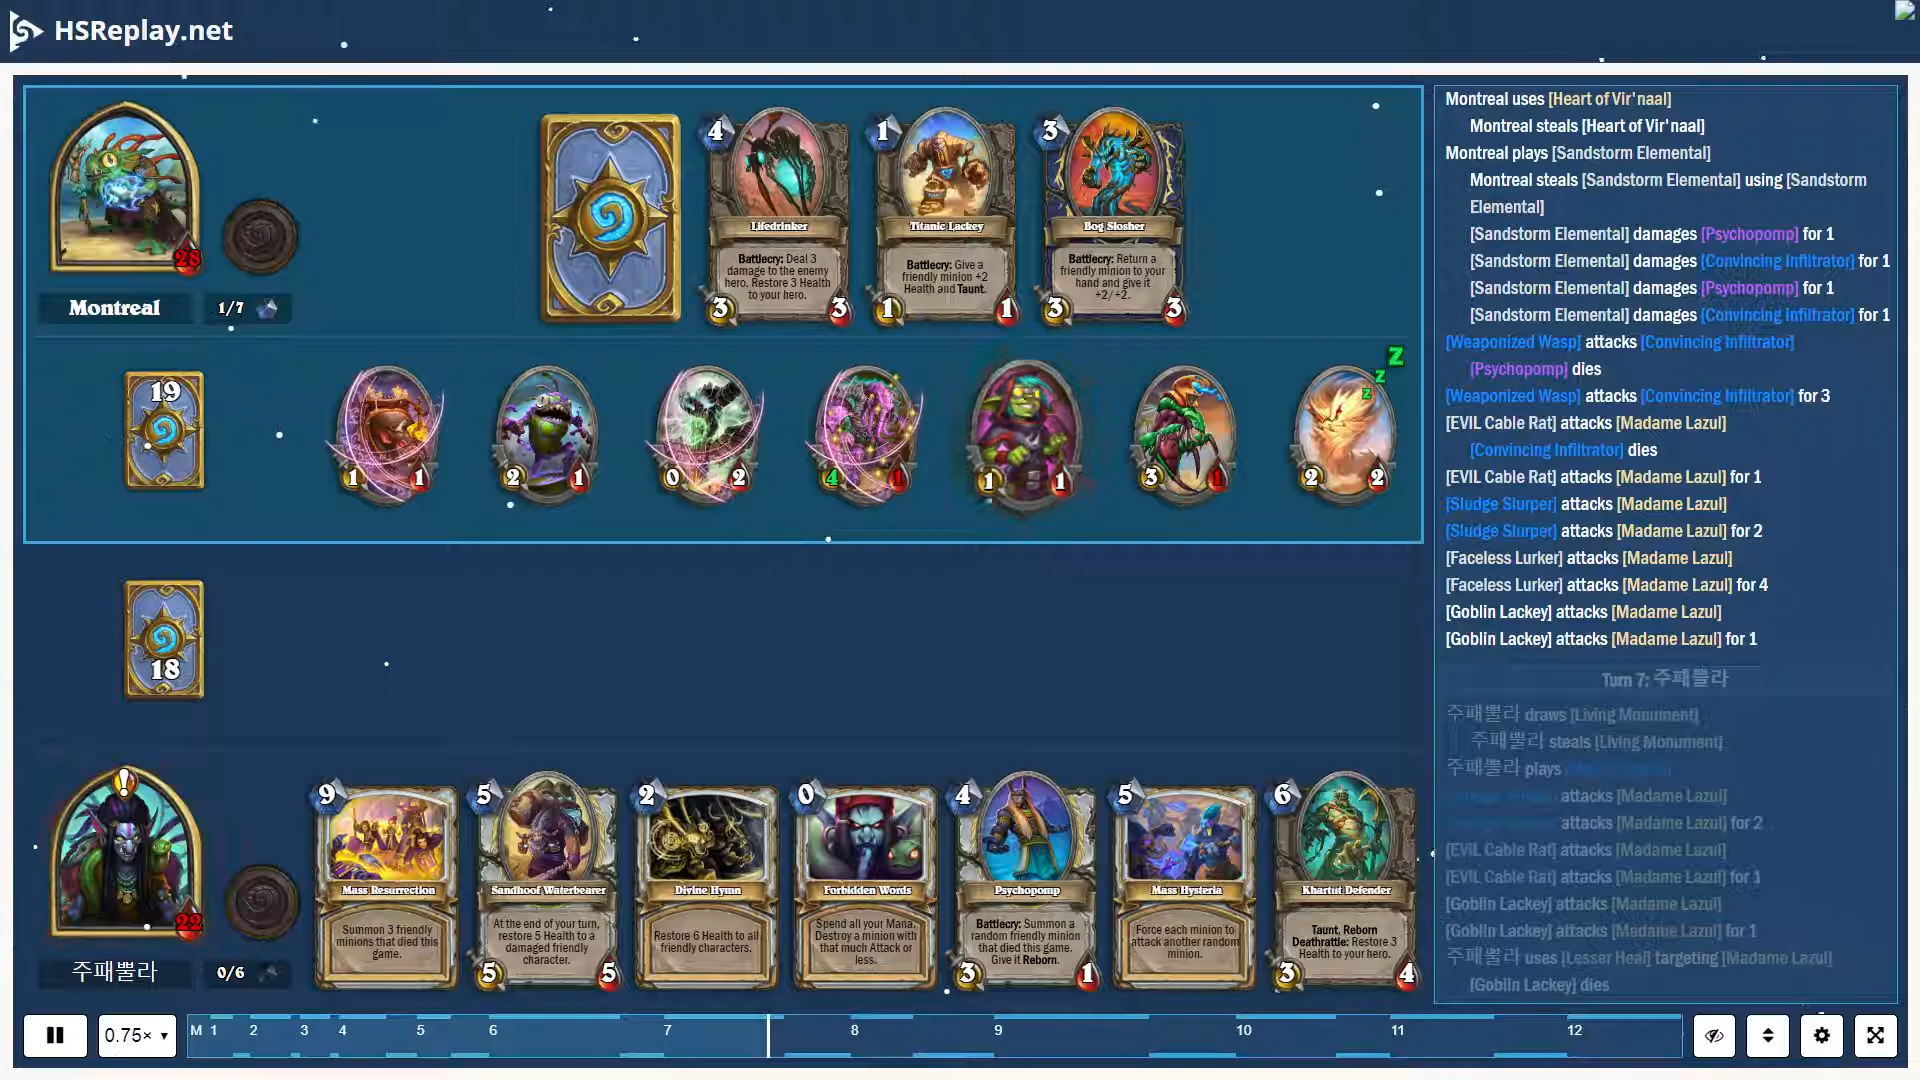 HSReplay.net
28
Montreal
1/7
4
Lifedrinker
Battlecry: Deal 3
damage to the enemy
hero. Restore 3 Health
to your hero.
3
3
1
Titanic Lackey
Battlecry: Give a
friendly minion +2
Health and Taunt.
1
1
3
Bog Slosher
Battlecry: Return a
friendly minion to your
hand and give it
+2/+2.
3
3
19
1
1
2
1
0
2
4
1
1
1
3
1
2
2
Z
Z
Z
18
!
22
주패뿔라
0/6
9
Mass Resurrection
Summon 3 friendly
minions that died this
game.
5
Sandhoof Waterbearer
At the end of your turn,
restore 5 Health to a
damaged friendly
character.
5
5
2
Divine Hymn
Restore 6 Health to all
friendly characters.
0
Forbidden Words
Spend all your Mana.
Destroy a minion with
that much Attack or
less.
4
Psychopomp
Battlecry: Summon a
random friendly minion
that died this game.
Give it Reborn.
3
1
5
Mass Hysteria
Force each minion to
attack another random
minion.
6
Khartut Defender
Taunt, Reborn
Deathrattle: Restore 3
Health to your hero.
3
4
Montreal uses [Heart of Vir'naal]
Montreal steals [Heart of Vir'naal]
Montreal plays [Sandstorm Elemental]
Montreal steals [Sandstorm Elemental] using [Sandstorm
Elemental]
[Sandstorm Elemental] damages [Psychopomp] for 1
[Sandstorm Elemental] damages [Convincing Infiltrator] for 1
[Sandstorm Elemental] damages [Psychopomp] for 1
[Sandstorm Elemental] damages [Convincing Infiltrator] for 1
[Weaponized Wasp] attacks [Convincing Infiltrator]
[Psychopomp] dies
[Weaponized Wasp] attacks [Convincing Infiltrator] for 3
[EVIL Cable Rat] attacks [Madame Lazul]
[Convincing Infiltrator] dies
[EVIL Cable Rat] attacks [Madame Lazul] for 1
[Sludge Slurper] attacks [Madame Lazul]
[Sludge Slurper] attacks [Madame Lazul] for 2
[Faceless Lurker] attacks [Madame Lazul]
[Faceless Lurker] attacks [Madame Lazul] for 4
[Goblin Lackey] attacks [Madame Lazul]
[Goblin Lackey] attacks [Madame Lazul] for 1
Turn 7: 주패뿔라
주패뿔라 draws [Living Monument]
주패뿔라 steals [Living Monument]
주패뿔라 plays
attacks [Madame Lazul]
attacks [Madame Lazul] for 2
[EVIL Cable Rat] attacks [Madame Lazul]
[EVIL Cable Rat] attacks [Madame Lazul] for 1
[Goblin Lackey] attacks [Madame Lazul]
[Goblin Lackey] attacks [Madame Lazul] for 1
주패뿔라 uses [Lesser Heal] targeting [Madame Lazul]
[Goblin Lackey] dies
0.75×
M 1 2 3 4 5 6 7 8 9 10 11 12